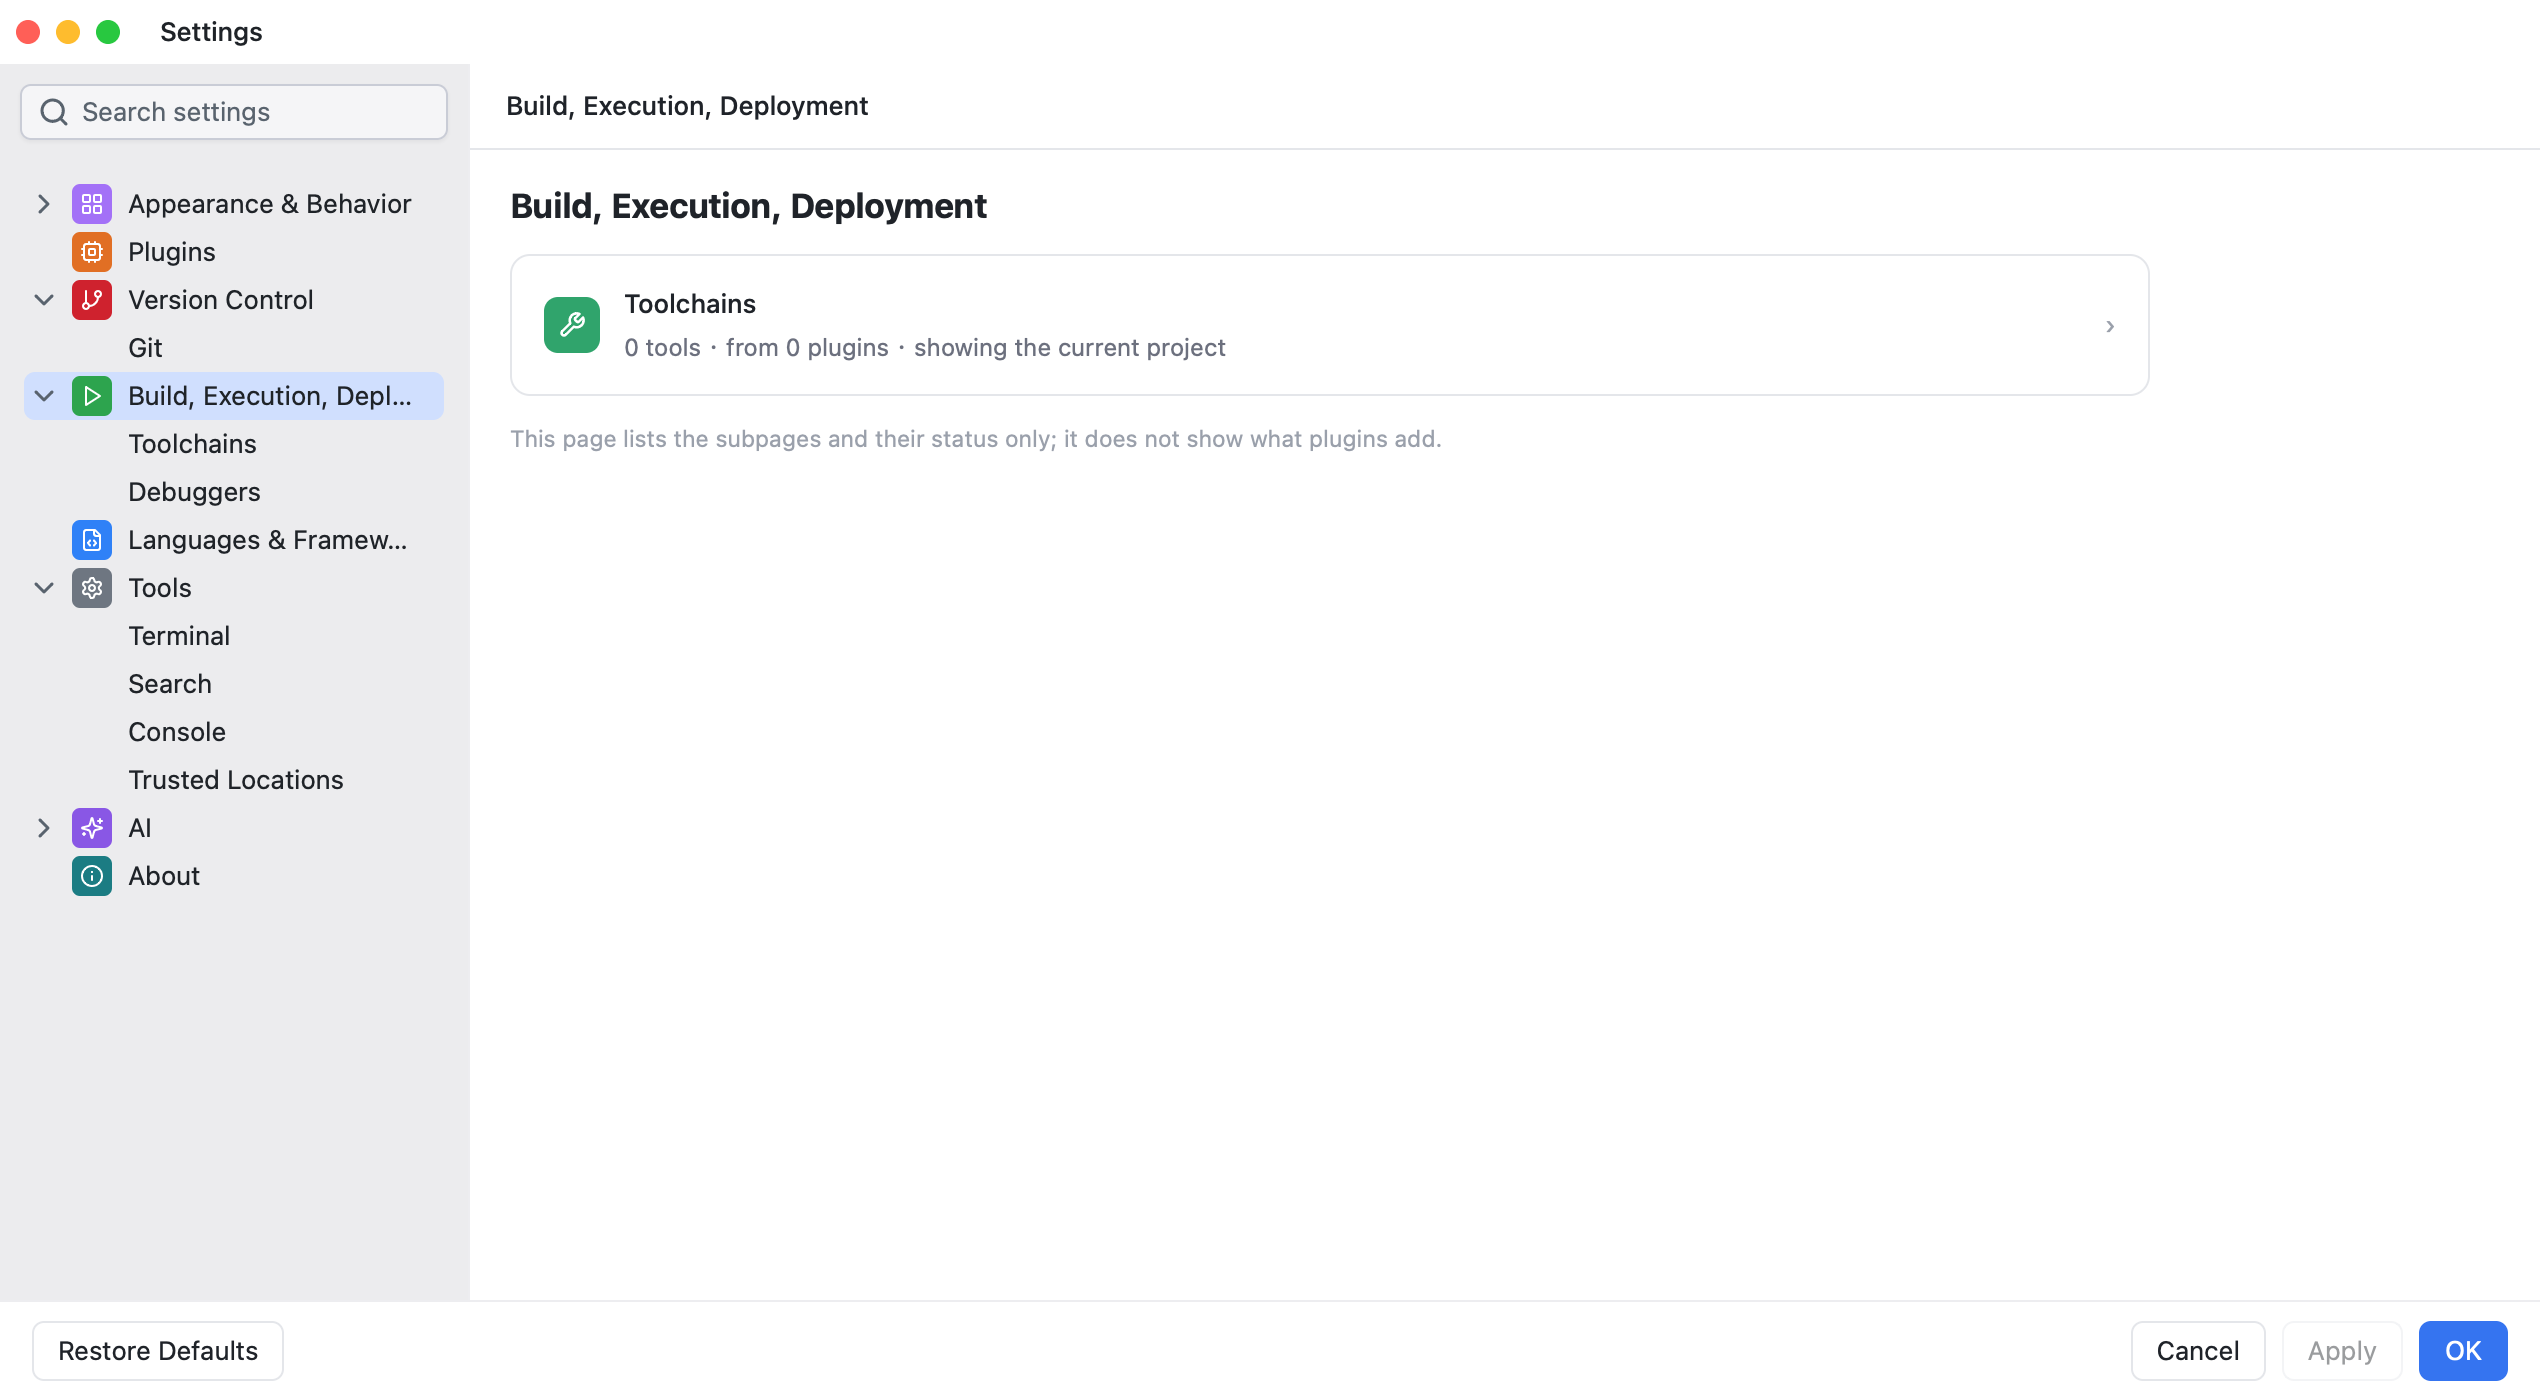 Settings
Search settings
Appearance & Behavior
Plugins
Version Control
Git
Build, Execution, Depl...
Toolchains
Debuggers
Languages & Framew...
Tools
Terminal
Search
Console
Trusted Locations
AI
About
Build, Execution, Deployment
Build, Execution, Deployment
Toolchains
0 tools · from 0 plugins · showing the current project
This page lists the subpages and their status only; it does not show what plugins add.
Restore Defaults
Cancel
Apply
OK